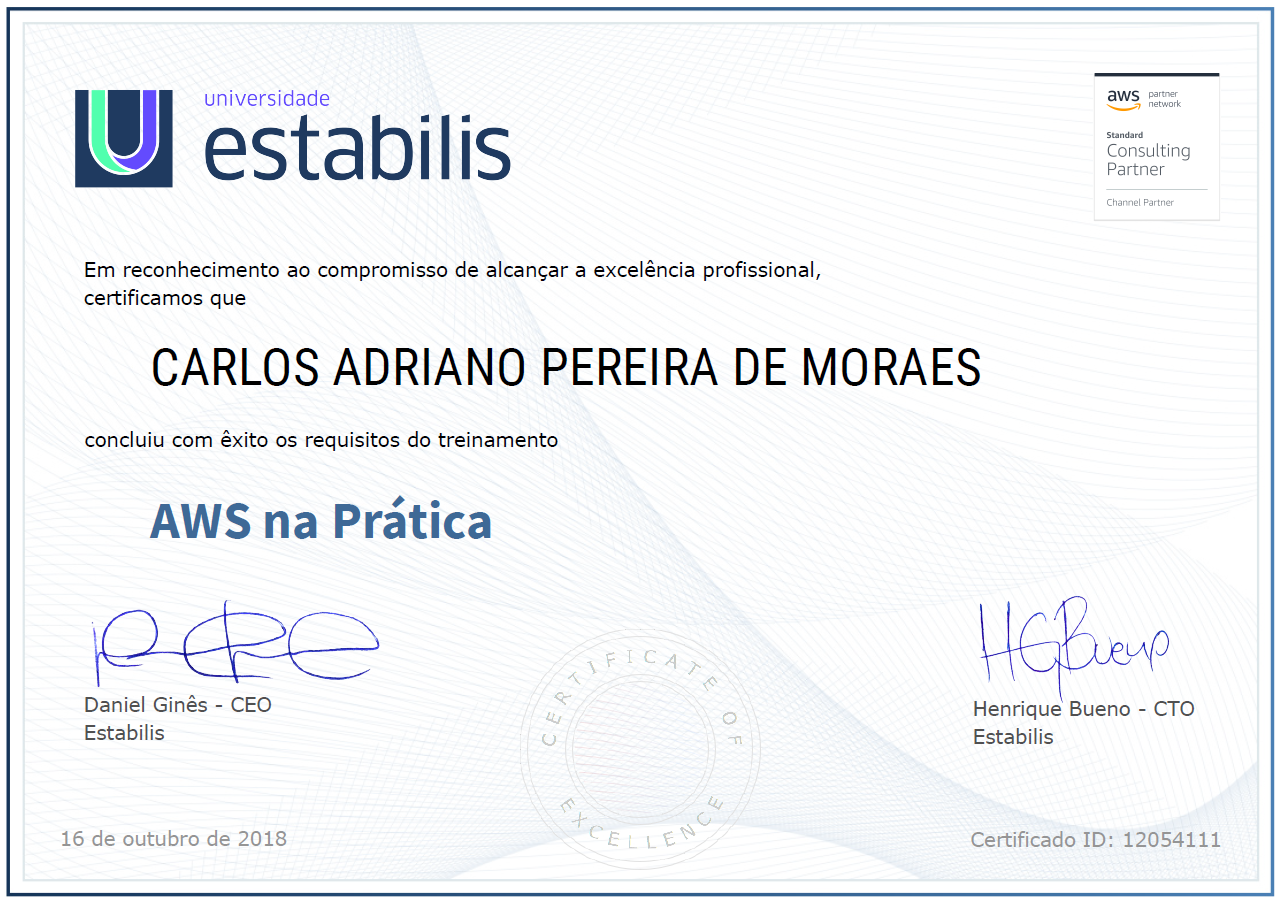 universidade
estabilis
aws partner
network
Standard
Consulting
Partner
Channel Partner
Em reconhecimento ao compromisso de alcançar a excelência profissional,
certificamos que
CARLOS ADRIANO PEREIRA DE MORAES
concluiu com êxito os requisitos do treinamento
AWS na Prática
HGBueno
Daniel Ginês - CEO
Estabilis
Henrique Bueno - CTO
Estabilis
CERTIFICATE OF
EXCELLENCE
16 de outubro de 2018
Certificado ID: 12054111